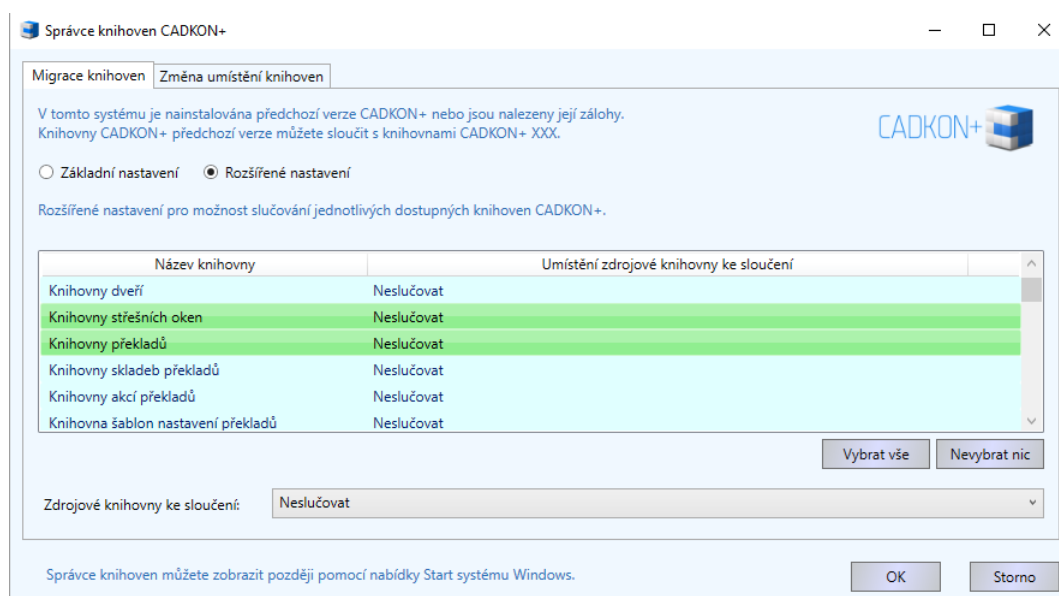 Správce knihoven CADKON+
Migrace knihoven Změna umístění knihoven
V tomto systému je nainstalována předchozí verze CADKON+ nebo jsou nalezeny její zálohy.
Knihovny CADKON+ předchozí verze můžete sloučit s knihovnami CADKON+ XXX.
CADKON+
Základní nastavení Rozšířené nastavení
Rozšířené nastavení pro možnost slučování jednotlivých dostupných knihoven CADKON+.
Název knihovny Umístění zdrojové knihovny ke sloučení
Knihovny dveří Neslučovat
Knihovny střešních oken Neslučovat
Knihovny překladů Neslučovat
Knihovny skladeb překladů Neslučovat
Knihovny akcí překladů Neslučovat
Knihovna šablon nastavení překladů Neslučovat
Vybrat vše Nevybrat nic
Zdrojové knihovny ke sloučení: Neslučovat
Správce knihoven můžete zobrazit později pomocí nabídky Start systému Windows.
OK Storno